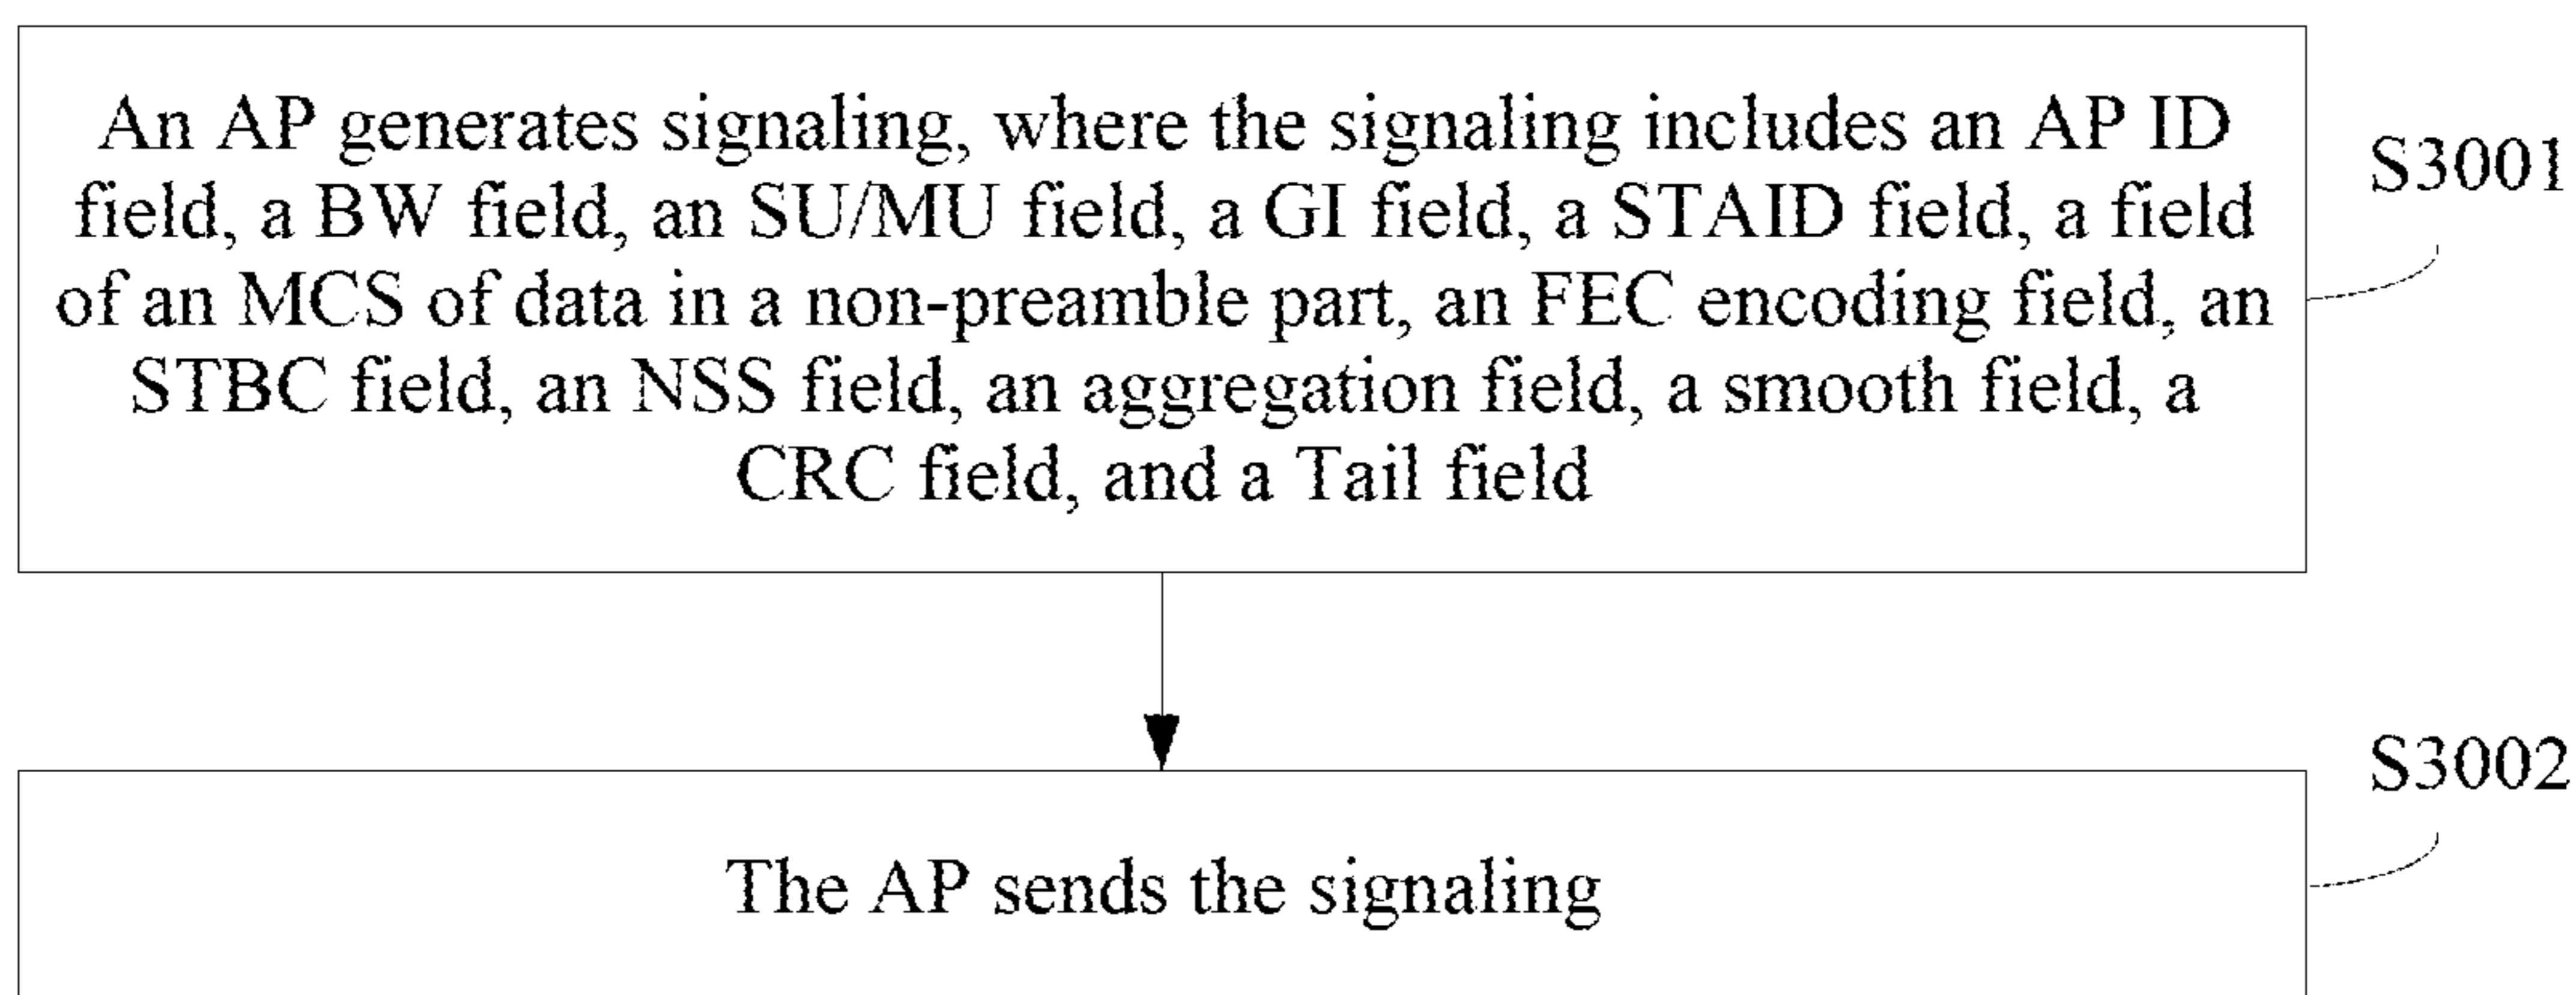 An AP generates signaling, where the signaling includes an AP ID
field, a BW field, an SU/MU field, a GI field, a STAID field, a field
of an MCS of data in a non-preamble part, an FEC encoding field, an
STBC field, an NSS field, an aggregation field, a smooth field, a
CRC field, and a Tail field
S3001
S3002
The AP sends the signaling